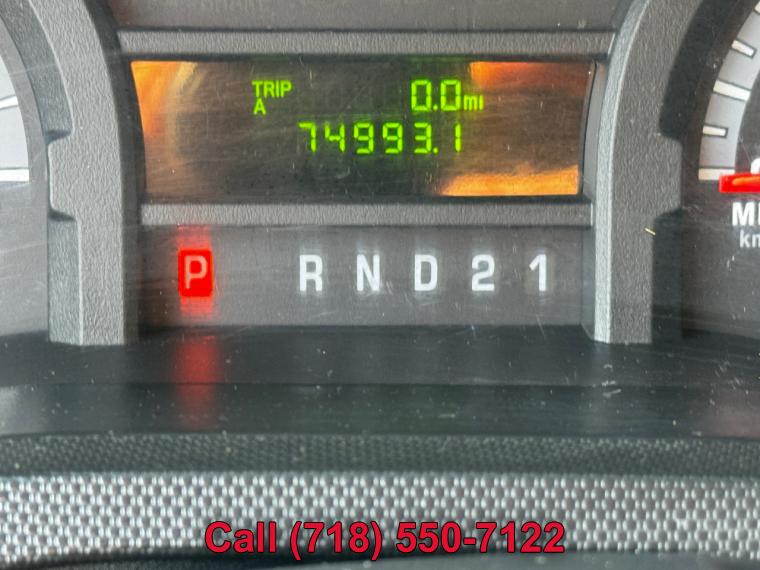 TRIP
A
0.0mi
74993.1
P R N D 2 1
Call (718) 550-7122